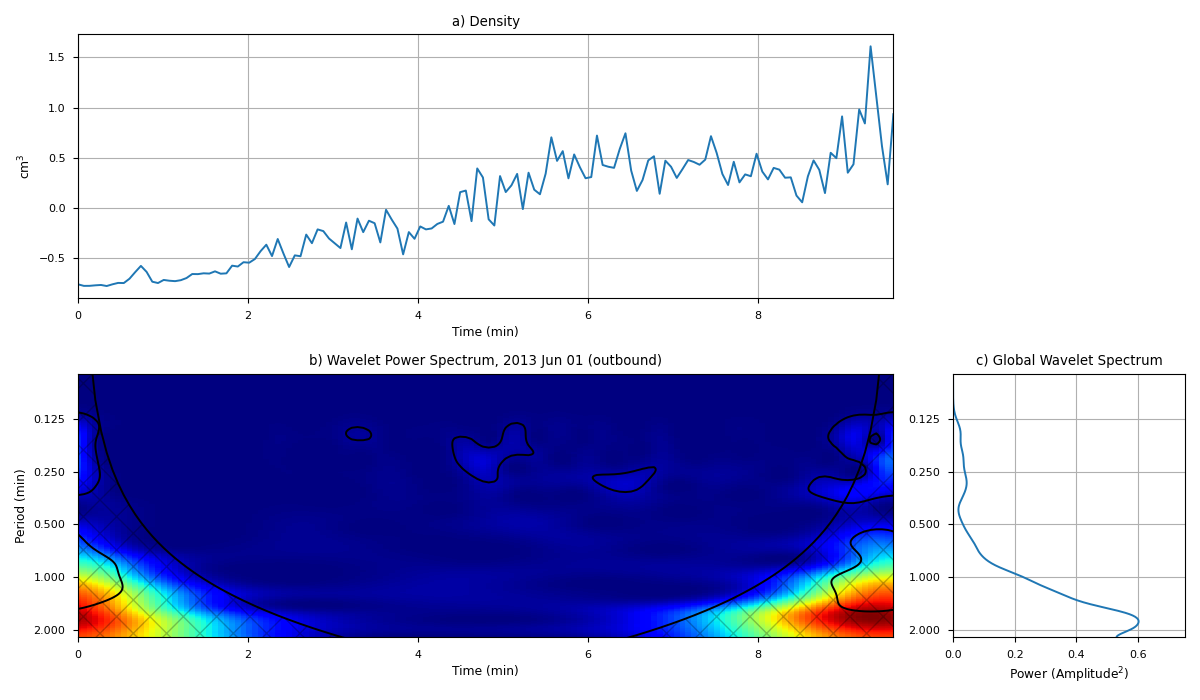 a) Density
1.5
1.0
0.5
0.0
−0.5
cm³
0 2 4 6 8
Time (min)
b) Wavelet Power Spectrum, 2013 Jun 01 (outbound)
0.125
0.250
0.500
1.000
2.000
Period (min)
0 2 4 6 8
Time (min)
c) Global Wavelet Spectrum
0.125
0.250
0.500
1.000
2.000
0.0 0.2 0.4 0.6
Power (Amplitude²)